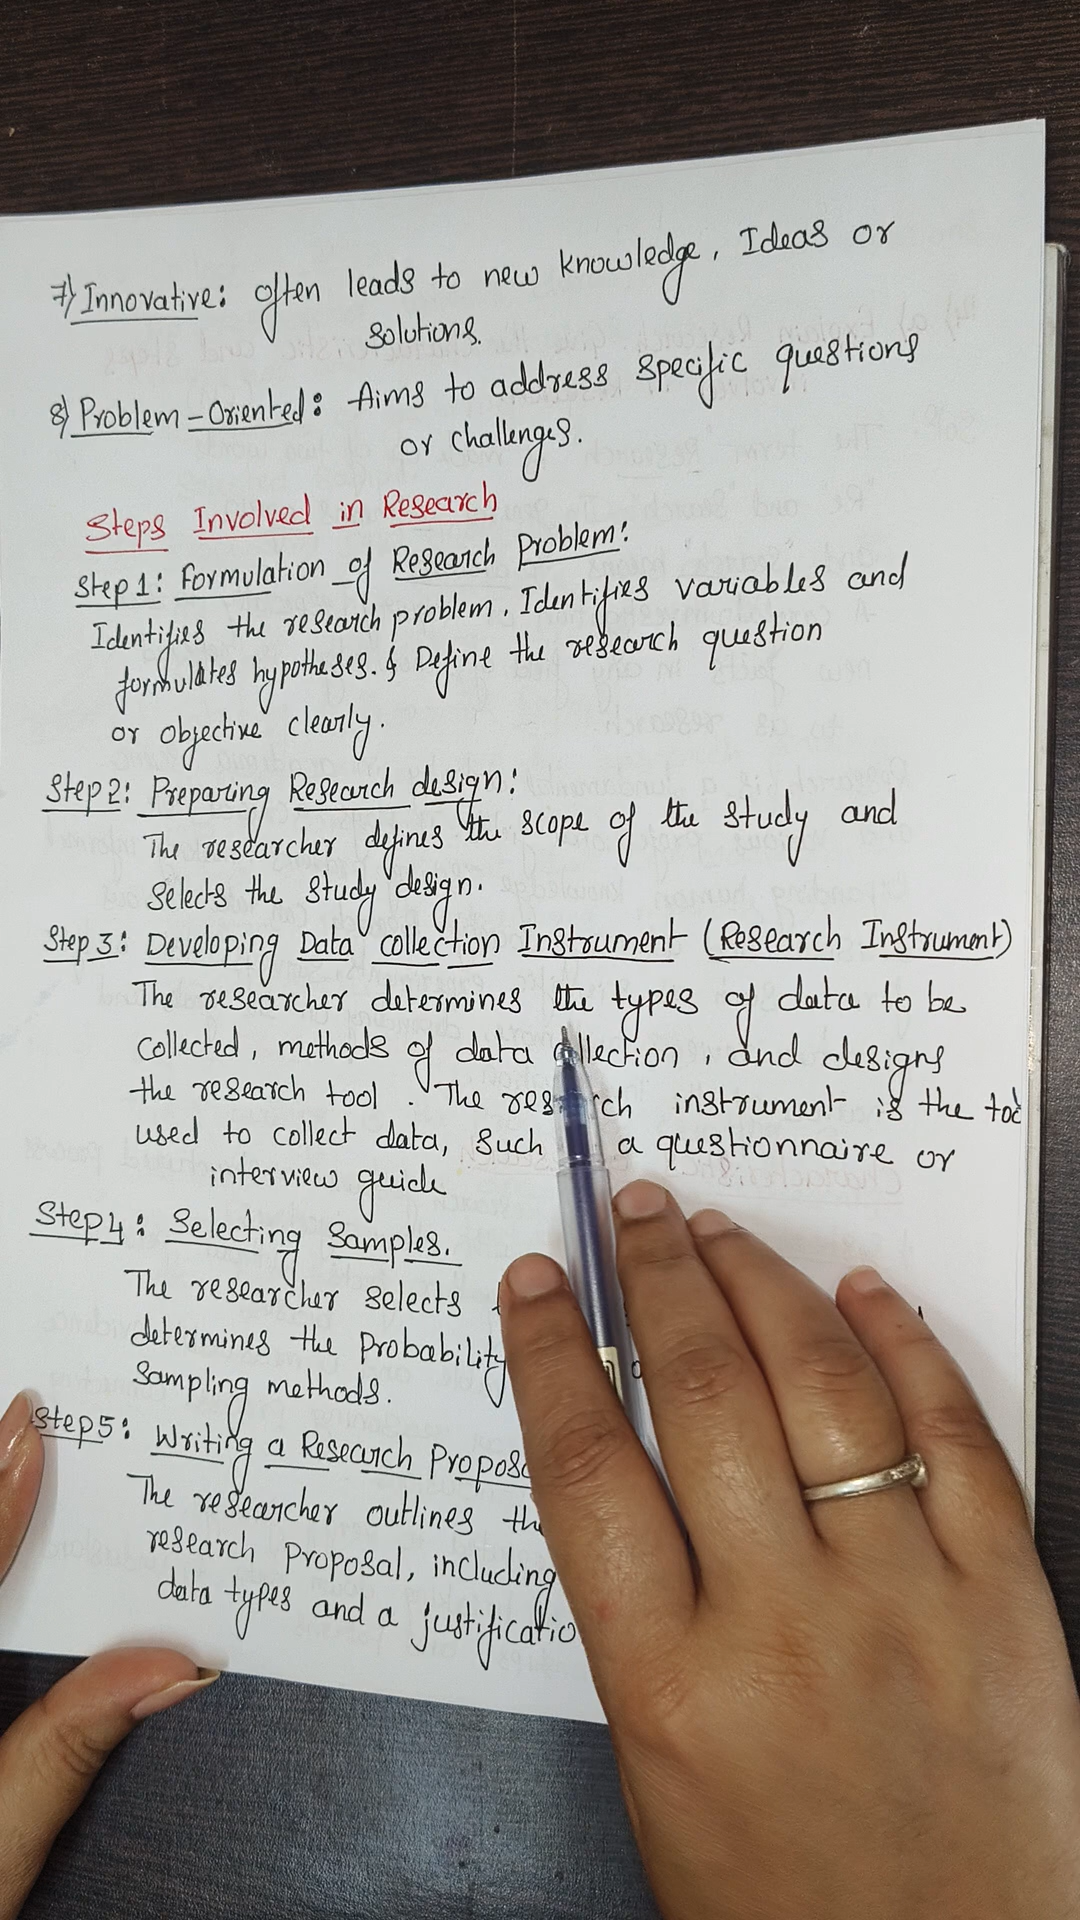 7) Innovative: often leads to new knowledge, Ideas or
solutions.
8) Problem-Oriented: Aims to address specific questions
or challenges.
Steps Involved in Research
Step 1: Formulation of Research Problem:
Identifies the research problem. Identifies variables and
formulates hypotheses. & Define the research question
or objective clearly.
Step 2: Preparing Research design:
The researcher defines the scope of the study and
selects the study design.
Step 3: Developing Data collection Instrument (Research Instrument)
The researcher determines the types of data to be
collected, methods of data collection, and designs
the research tool. The research instrument is the tool
used to collect data, such a questionnaire or
interview guide
Step 4: Selecting Samples.
The researcher selects
determines the Probability
Sampling methods.
Step 5: Writing a Research
The researcher outlines
research proposal, including
data types and a